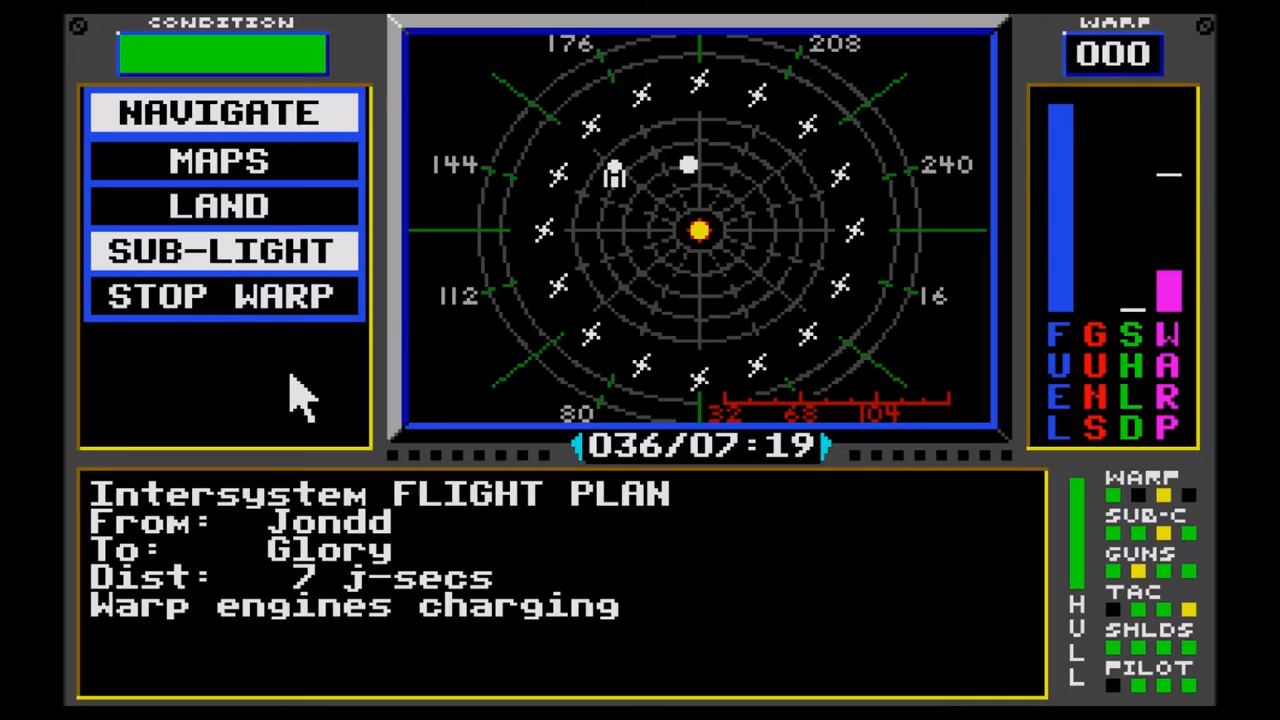 CONDITION
WARP
000
NAVIGATE
MAPS
LAND
SUB-LIGHT
STOP WARP
176
208
144
240
112
16
80
32 68 104
036/07:19
FUEL
GUNS
SHLD
WARP
Intersystem FLIGHT PLAN
From: Jondd
To: Glory
Dist: 7 j-secs
Warp engines charging
HULL
WARP
SUB-C
GUNS
TAC
SHLDS
PILOT